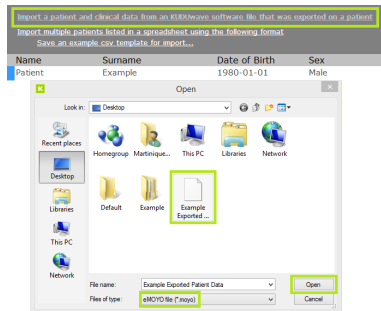 Import a patient and clinical data from an KUDUwave software file that was exported on a patient
Import multiple patients listed in a spreadsheet using the following format
Save an example csv template for import...
Name Surname Date of Birth Sex
Patient Example 1980-01-01 Male
Open
Look in: Desktop
Recent places
Desktop
Libraries
This PC
Network
Homegroup Martinique... This PC Libraries Network
Default Example Example Exported ...
File name: Example Exported Patient Data Open
Files of type: eMOYO file (*.moyo) Cancel